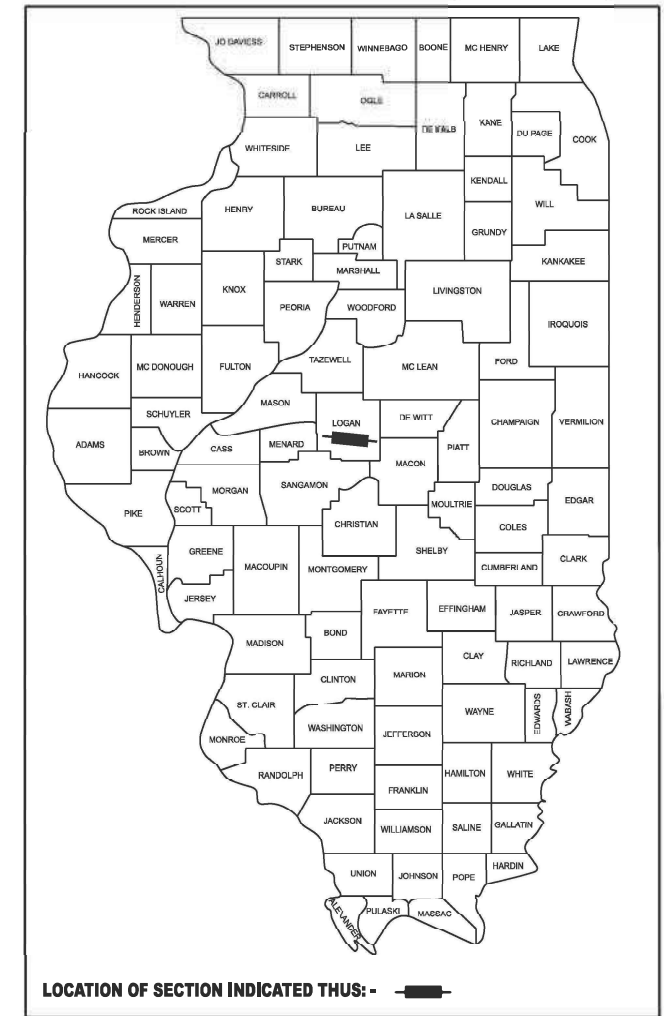 JO DAVIESS
STEPHENSON
WINNEBAGO
BOONE
MC HENRY
LAKE
CARROLL
OGLE
DE KALB
KANE
DU PAGE
COOK
WHITESIDE
LEE
KENDALL
WILL
ROCK ISLAND
HENRY
BUREAU
LA SALLE
GRUNDY
MERCER
PUTNAM
STARK
MARSHALL
KANKAKEE
HENDERSON
WARREN
KNOX
PEORIA
WOODFORD
LIVINGSTON
IROQUOIS
HANCOCK
MC DONOUGH
FULTON
TAZEWELL
MC LEAN
FORD
MASON
SCHUYLER
LOGAN
DE WITT
CHAMPAIGN
VERMILION
ADAMS
BROWN
CASS
MENARD
PIATT
MACON
PIKE
SCOTT
MORGAN
SANGAMON
CHRISTIAN
MOULTRIE
DOUGLAS
EDGAR
COLES
CALHOUN
GREENE
MACOUPIN
MONTGOMERY
SHELBY
CUMBERLAND
CLARK
JERSEY
FAYETTE
EFFINGHAM
JASPER
CRAWFORD
MADISON
BOND
CLAY
RICHLAND
LAWRENCE
CLINTON
MARION
ST. CLAIR
WAYNE
EDWARDS
WABASH
MONROE
WASHINGTON
JEFFERSON
RANDOLPH
PERRY
FRANKLIN
HAMILTON
WHITE
JACKSON
WILLIAMSON
SALINE
GALLATIN
UNION
JOHNSON
POPE
HARDIN
ALEXANDER
PULASKI
MASSAC
LOCATION OF SECTION INDICATED THUS: -